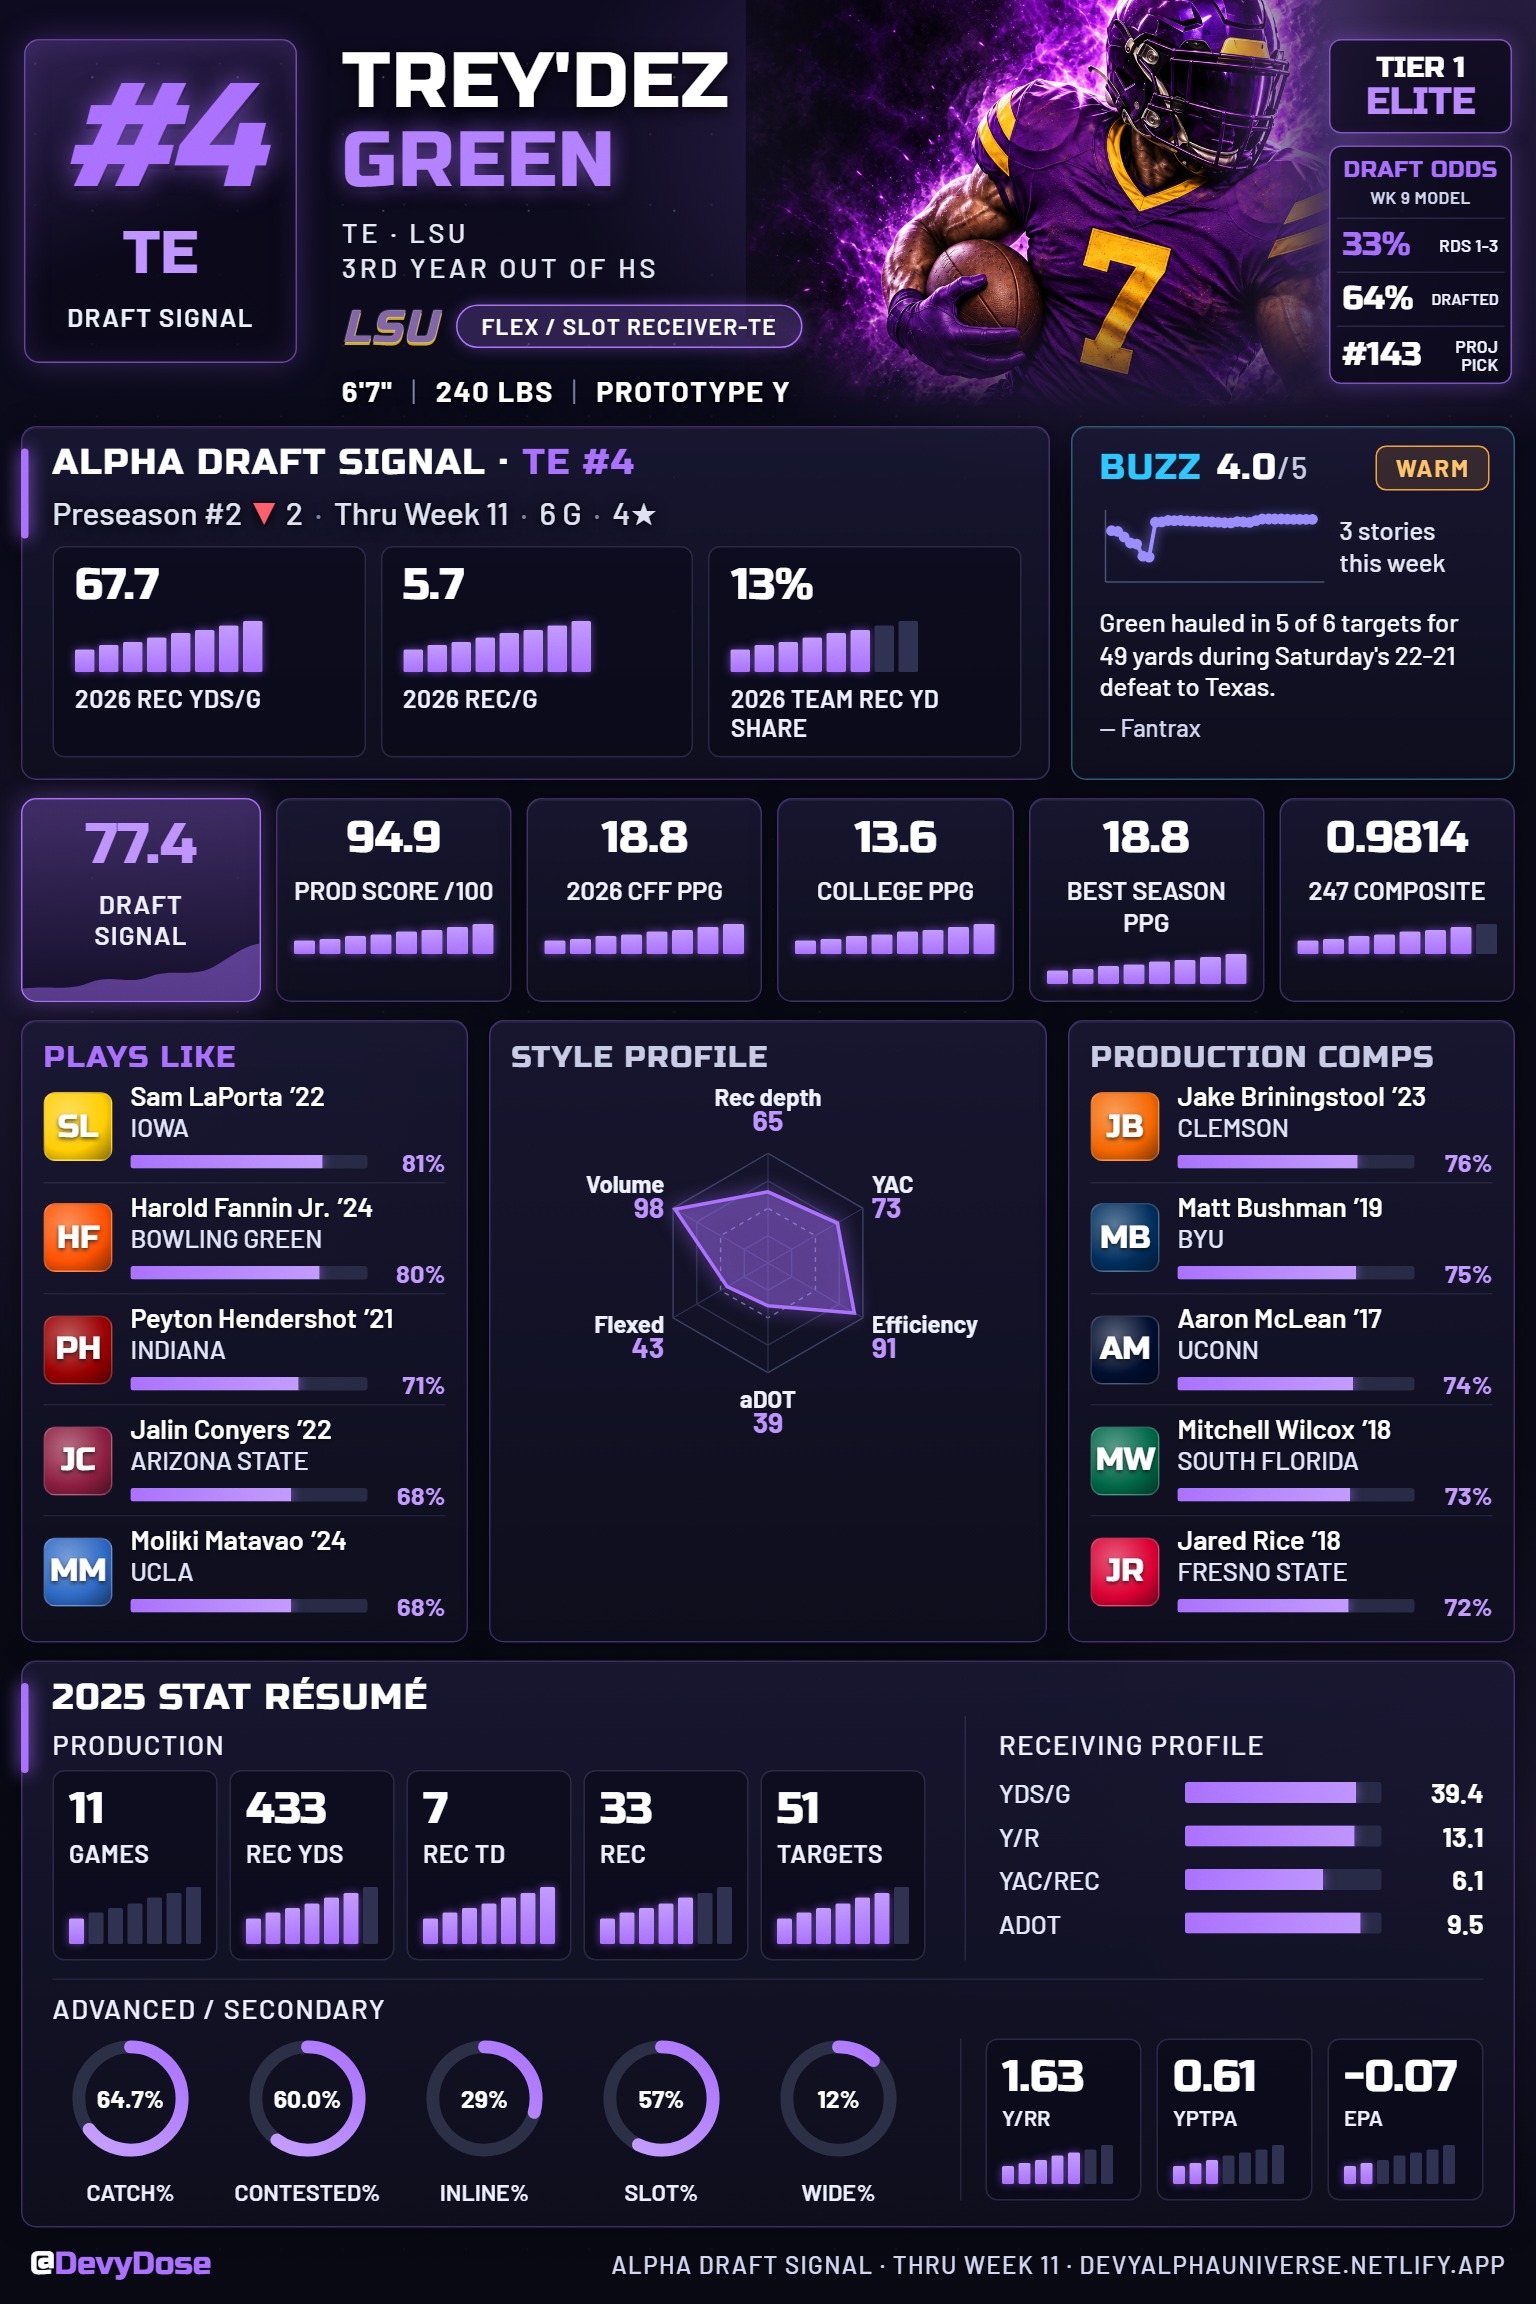 #4
TE
DRAFT SIGNAL
TREY'DEZ
GREEN
TE · LSU
3RD YEAR OUT OF HS
LSU
FLEX / SLOT RECEIVER-TE
6'7" | 240 LBS | PROTOTYPE Y
7
TIER 1
ELITE
DRAFT ODDS
WK 9 MODEL
33% RDS 1-3
64% DRAFTED
#143 PROJ
PICK
ALPHA DRAFT SIGNAL · TE #4
Preseason #2 ▼ 2 · Thru Week 11 · 6 G · 4★
67.7
2026 REC YDS/G
5.7
2026 REC/G
13%
2026 TEAM REC YD
SHARE
BUZZ 4.0/5
WARM
3 stories
this week
Green hauled in 5 of 6 targets for
49 yards during Saturday's 22-21
defeat to Texas.
— Fantrax
77.4
DRAFT
SIGNAL
94.9
PROD SCORE /100
18.8
2026 CFF PPG
13.6
COLLEGE PPG
18.8
BEST SEASON
PPG
0.9814
247 COMPOSITE
PLAYS LIKE
SL
Sam LaPorta '22
IOWA
81%
HF
Harold Fannin Jr. '24
BOWLING GREEN
80%
PH
Peyton Hendershot '21
INDIANA
71%
JC
Jalin Conyers '22
ARIZONA STATE
68%
MM
Moliki Matavao '24
UCLA
68%
STYLE PROFILE
Rec depth
65
Volume
98
YAC
73
Flexed
43
Efficiency
91
aDOT
39
PRODUCTION COMPS
JB
Jake Briningstool '23
CLEMSON
76%
MB
Matt Bushman '19
BYU
75%
AM
Aaron McLean '17
UCONN
74%
MW
Mitchell Wilcox '18
SOUTH FLORIDA
73%
JR
Jared Rice '18
FRESNO STATE
72%
2025 STAT RÉSUMÉ
PRODUCTION
11
GAMES
433
REC YDS
7
REC TD
33
REC
51
TARGETS
RECEIVING PROFILE
YDS/G 39.4
Y/R 13.1
YAC/REC 6.1
ADOT 9.5
ADVANCED / SECONDARY
64.7%
CATCH%
60.0%
CONTESTED%
29%
INLINE%
57%
SLOT%
12%
WIDE%
1.63
Y/RR
0.61
YPTPA
-0.07
EPA
@DevyDose
ALPHA DRAFT SIGNAL · THRU WEEK 11 · DEVYALPHAUNIVERSE.NETLIFY.APP